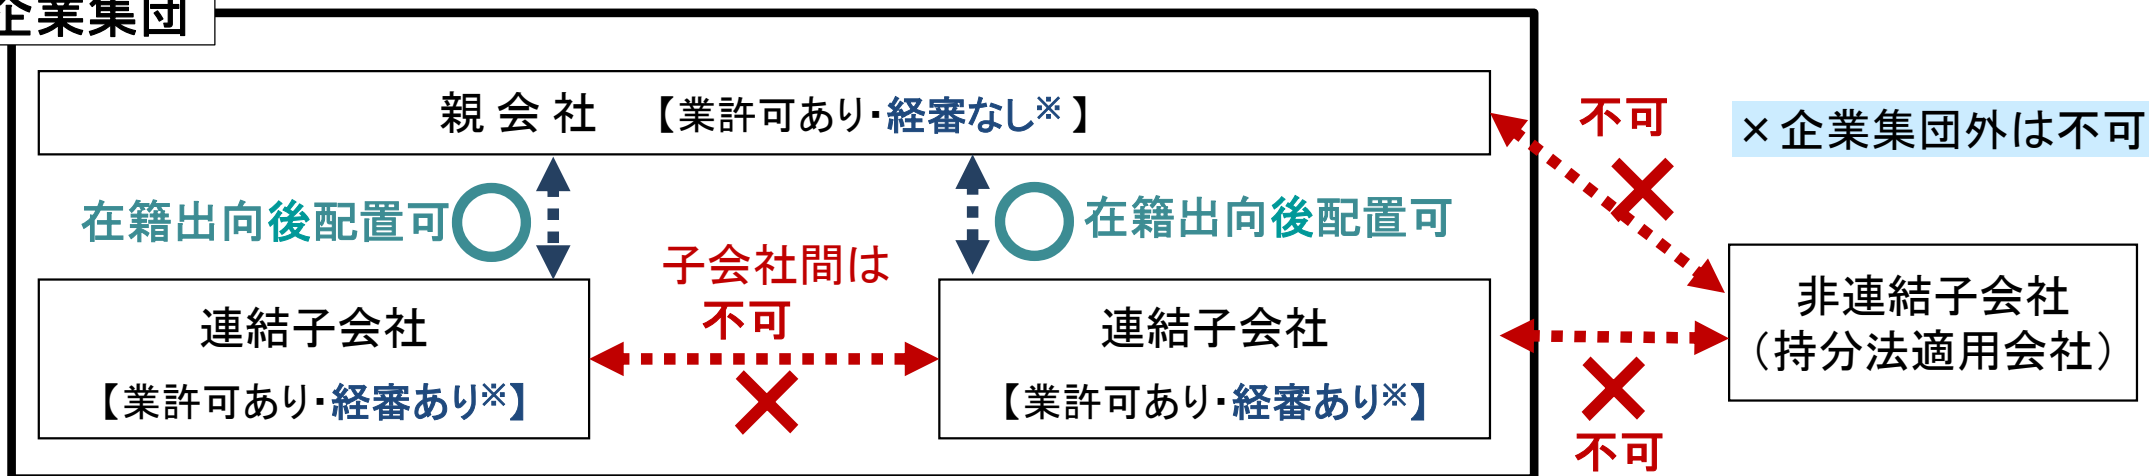 企業集団
親会社 【業許可あり・経審なし※】
不可
×企業集団外は不可
在籍出向後配置可
在籍出向後配置可
子会社間は
不可
連結子会社
【業許可あり・経審あり※】
連結子会社
【業許可あり・経審あり※】
非連結子会社
（持分法適用会社）
不可